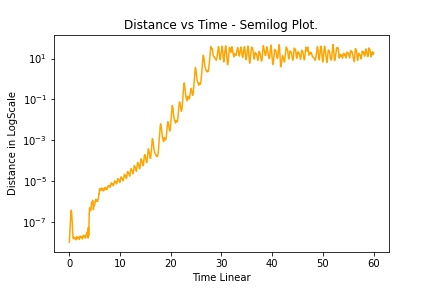 Distance vs Time - Semilog Plot.
Distance in LogScale
10¹
10⁻¹
10⁻³
10⁻⁵
10⁻⁷
0 10 20 30 40 50 60
Time Linear